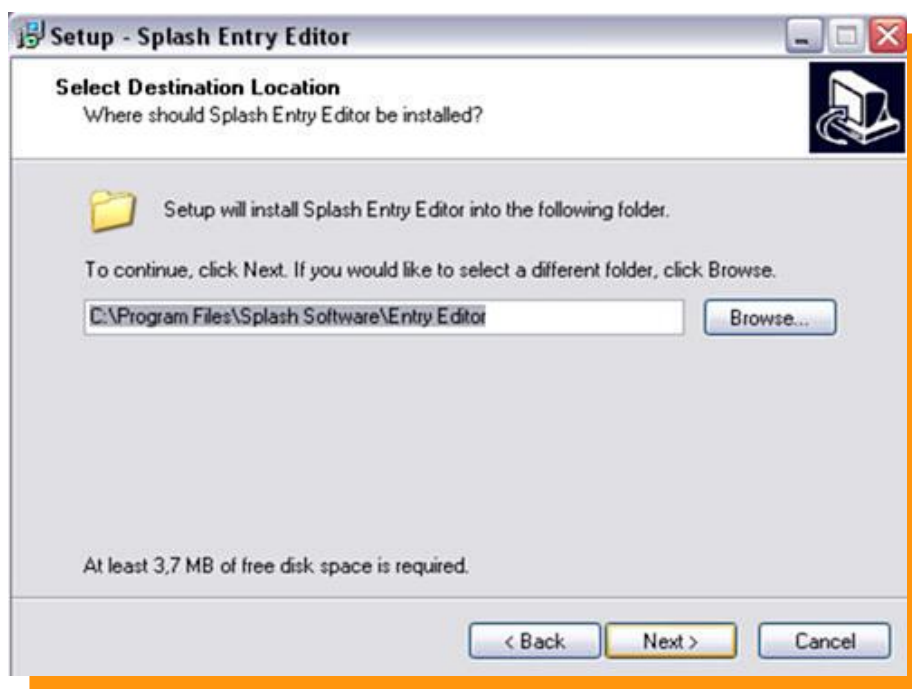 Setup - Splash Entry Editor
Select Destination Location
Where should Splash Entry Editor be installed?
Setup will install Splash Entry Editor into the following folder.
To continue, click Next. If you would like to select a different folder, click Browse.
C:\Program Files\Splash Software\Entry Editor
Browse...
At least 3,7 MB of free disk space is required.
< Back
Next >
Cancel